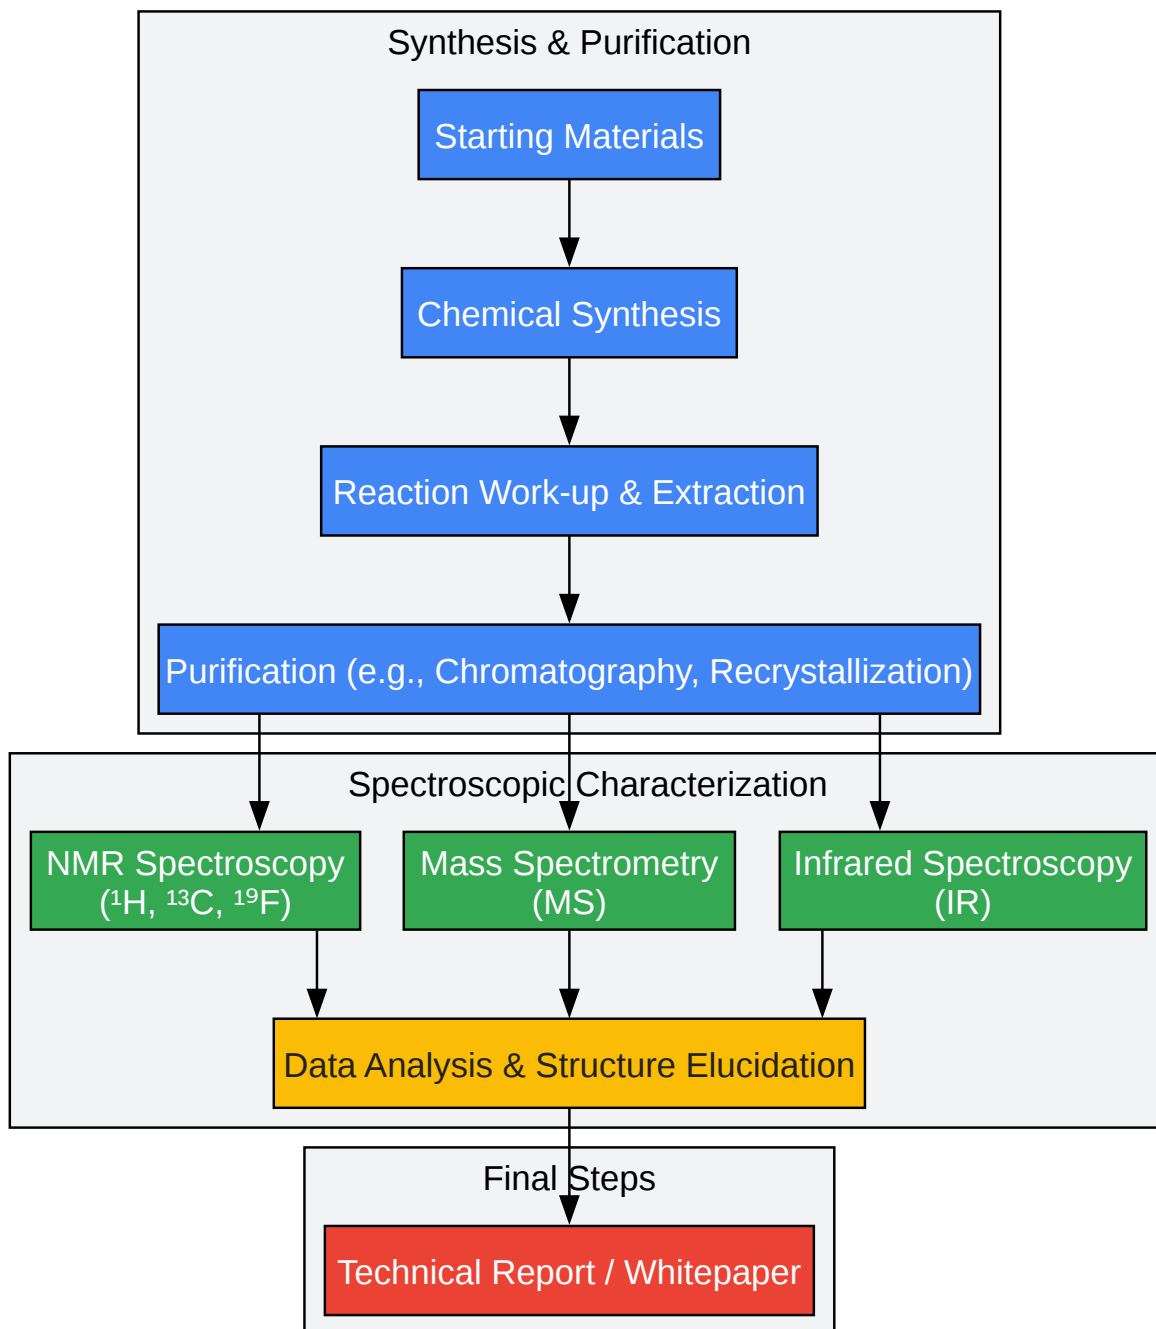 Synthesis & Purification
Starting Materials
Chemical Synthesis
Reaction Work-up & Extraction
Purification (e.g., Chromatography, Recrystallization)
Spectroscopic Characterization
NMR Spectroscopy
(¹H, ¹³C, ¹⁹F)
Mass Spectrometry
(MS)
Infrared Spectroscopy
(IR)
Data Analysis & Structure Elucidation
Final Steps
Technical Report / Whitepaper